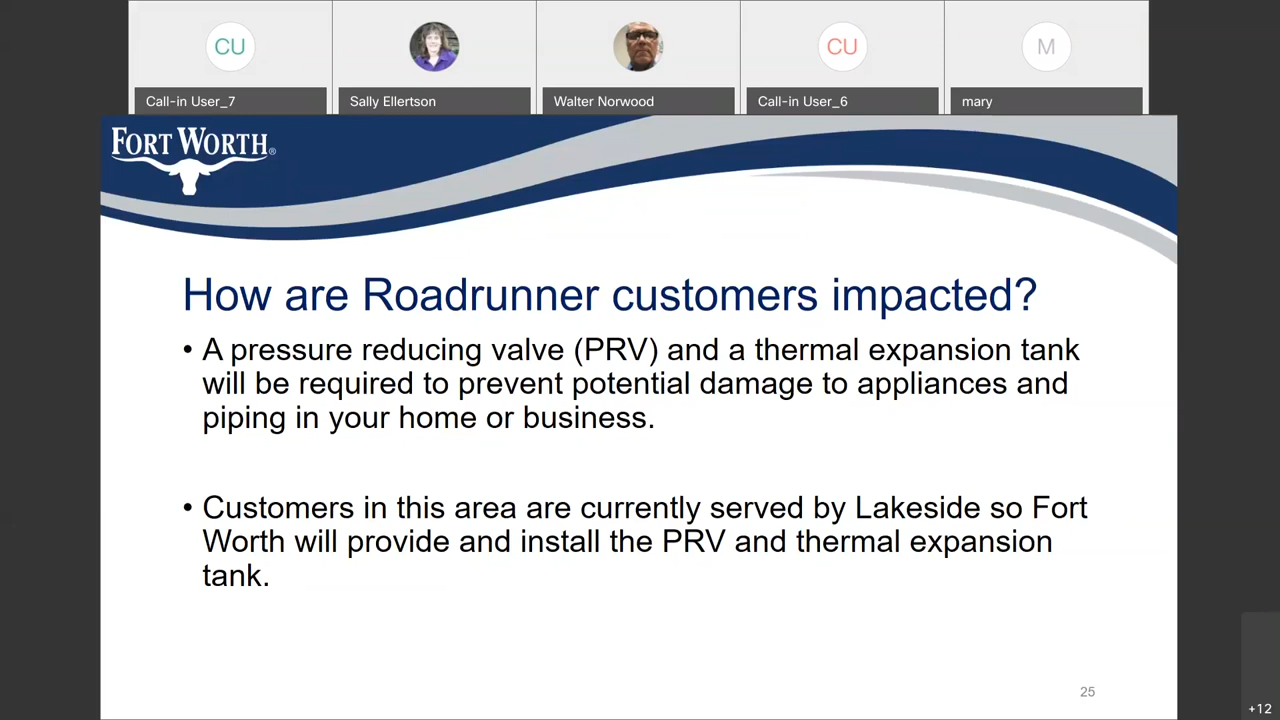 CU
CU
M
Call-in User_7
Sally Ellertson
Walter Norwood
Call-in User_6
mary
FORT WORTH®
How are Roadrunner customers impacted?
• A pressure reducing valve (PRV) and a thermal expansion tank
will be required to prevent potential damage to appliances and
piping in your home or business.
• Customers in this area are currently served by Lakeside so Fort
Worth will provide and install the PRV and thermal expansion
tank.
25
+12